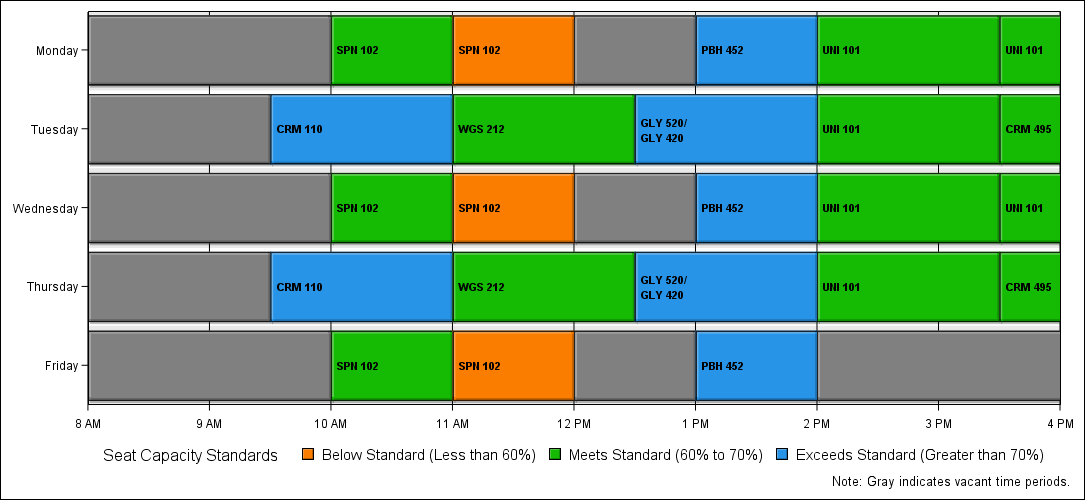 Monday
SPN 102
SPN 102
PBH 452
UNI 101
UNI 101
Tuesday
CRM 110
WGS 212
GLY 520/
GLY 420
UNI 101
CRM 495
Wednesday
SPN 102
SPN 102
PBH 452
UNI 101
UNI 101
Thursday
CRM 110
WGS 212
GLY 520/
GLY 420
UNI 101
CRM 495
Friday
SPN 102
SPN 102
PBH 452
8 AM 9 AM 10 AM 11 AM 12 PM 1 PM 2 PM 3 PM 4 PM
Seat Capacity Standards Below Standard (Less than 60%) Meets Standard (60% to 70%) Exceeds Standard (Greater than 70%)
Note: Gray indicates vacant time periods.